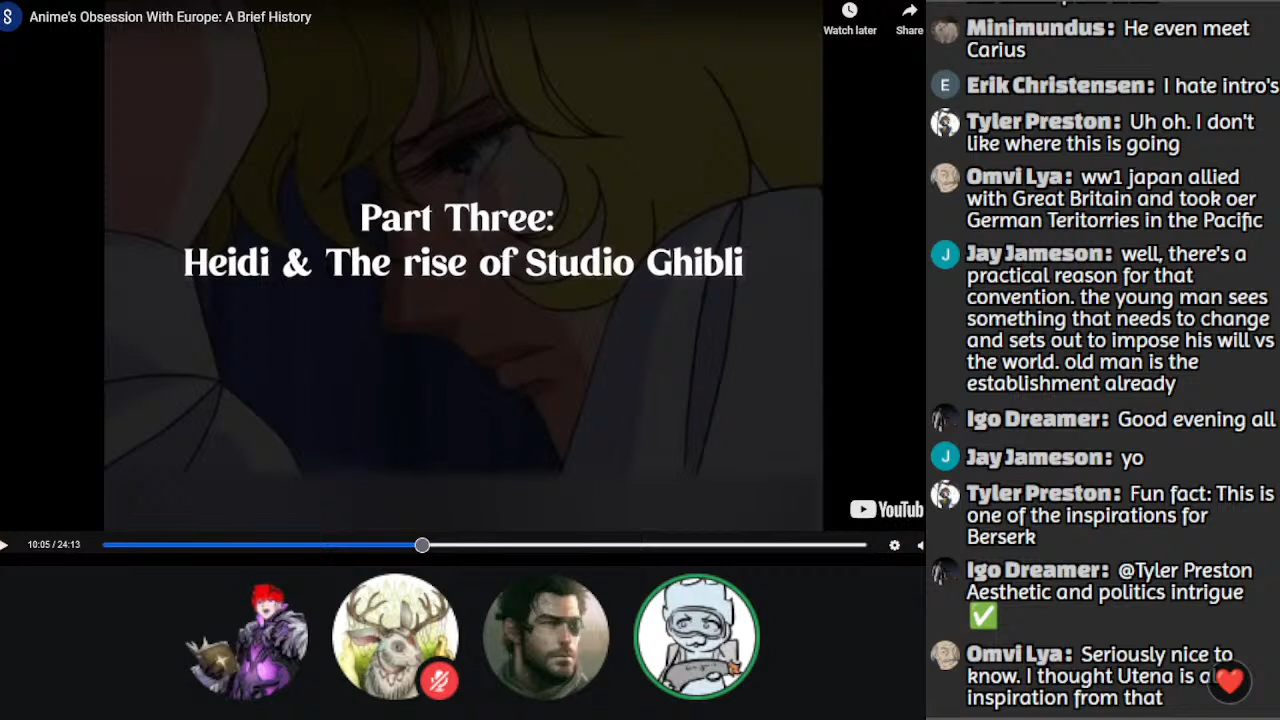 Anime's Obsession With Europe: A Brief History
Watch later
Share
Part Three:
Heidi & The rise of Studio Ghibli
YouTub
10:05 / 24:13
Minimundus: He even meet
Carius
E
Erik Christensen: I hate intro's
Tyler Preston: Uh oh. I don't
like where this is going
Omvi Lya: ww1 japan allied
with Great Britain and took oer
German Teritorries in the Pacific
J
Jay Jameson: well, there's a
practical reason for that
convention. the young man sees
something that needs to change
and sets out to impose his will vs
the world. old man is the
establishment already
Igo Dreamer: Good evening all
J
Jay Jameson: yo
Tyler Preston: Fun fact: This is
one of the inspirations for
Berserk
Igo Dreamer: @Tyler Preston
Aesthetic and politics intrigue
Omvi Lya: Seriously nice to
know. I thought Utena is a
inspiration from that